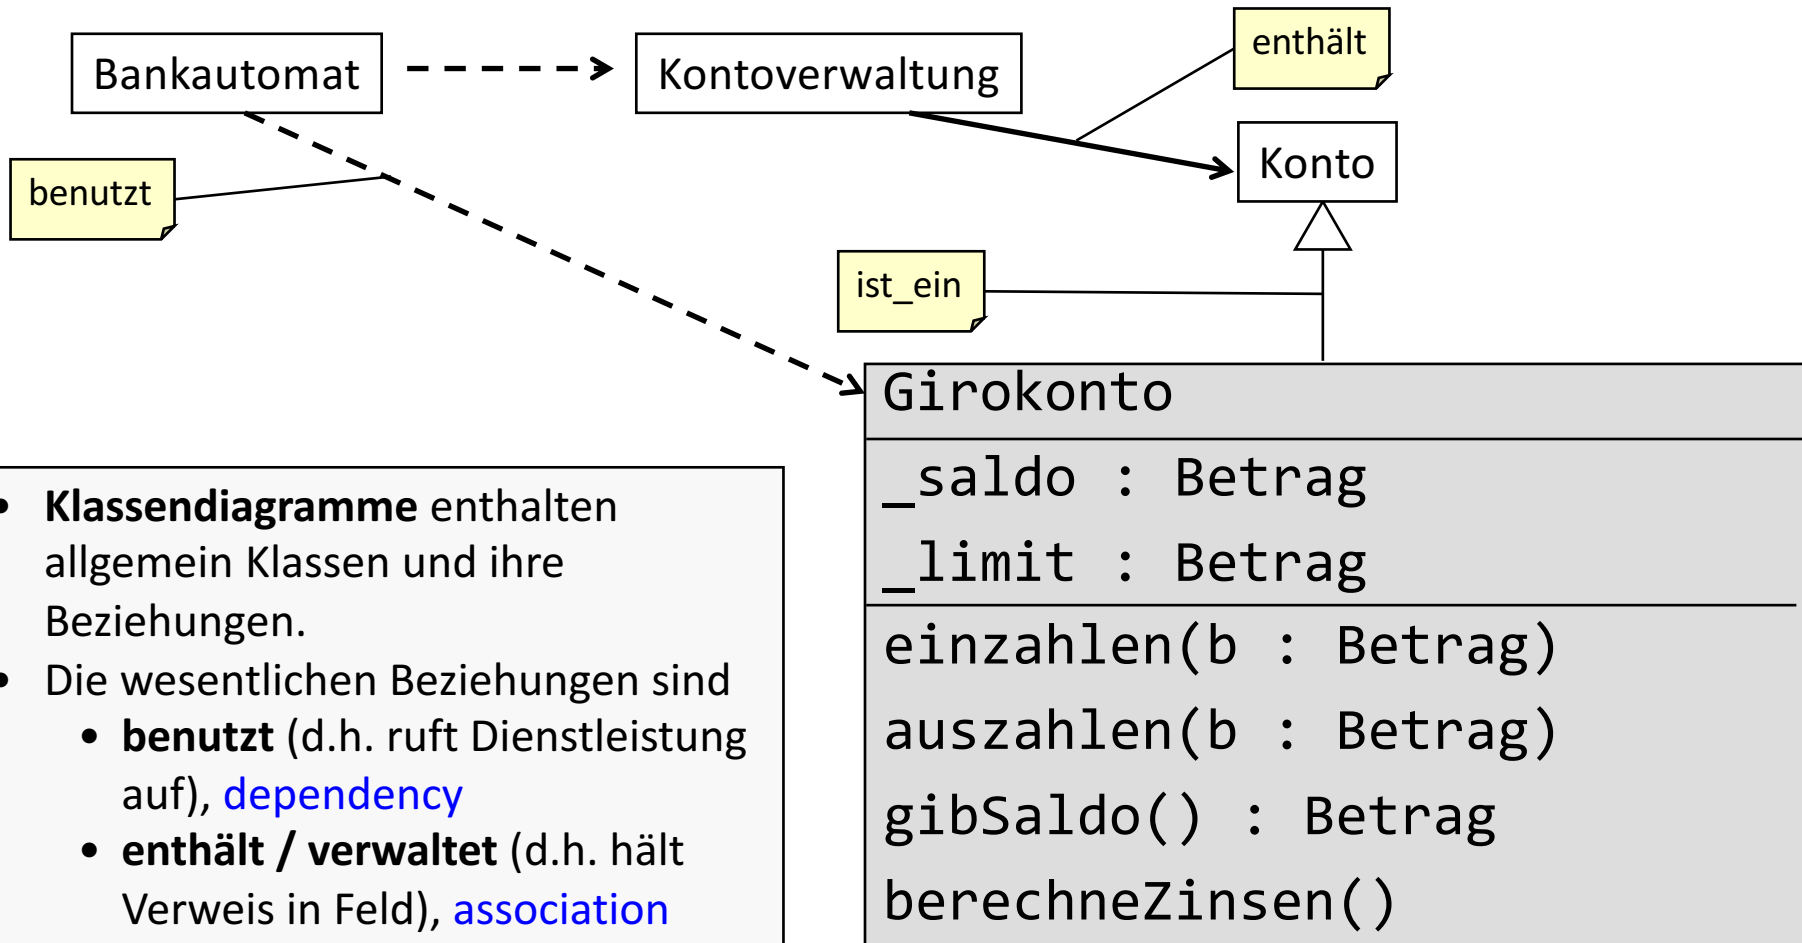 Bankautomat
Kontoverwaltung
enthält
Konto
benutzt
ist_ein
Girokonto
_saldo : Betrag
_limit : Betrag
einzahlen(b : Betrag)
auszahlen(b : Betrag)
gibSaldo() : Betrag
berechneZinsen()
• Klassendiagramme enthalten
allgemein Klassen und ihre
Beziehungen.
• Die wesentlichen Beziehungen sind
• benutzt (d.h. ruft Dienstleistung
auf), dependency
• enthält / verwaltet (d.h. hält
Verweis in Feld), association